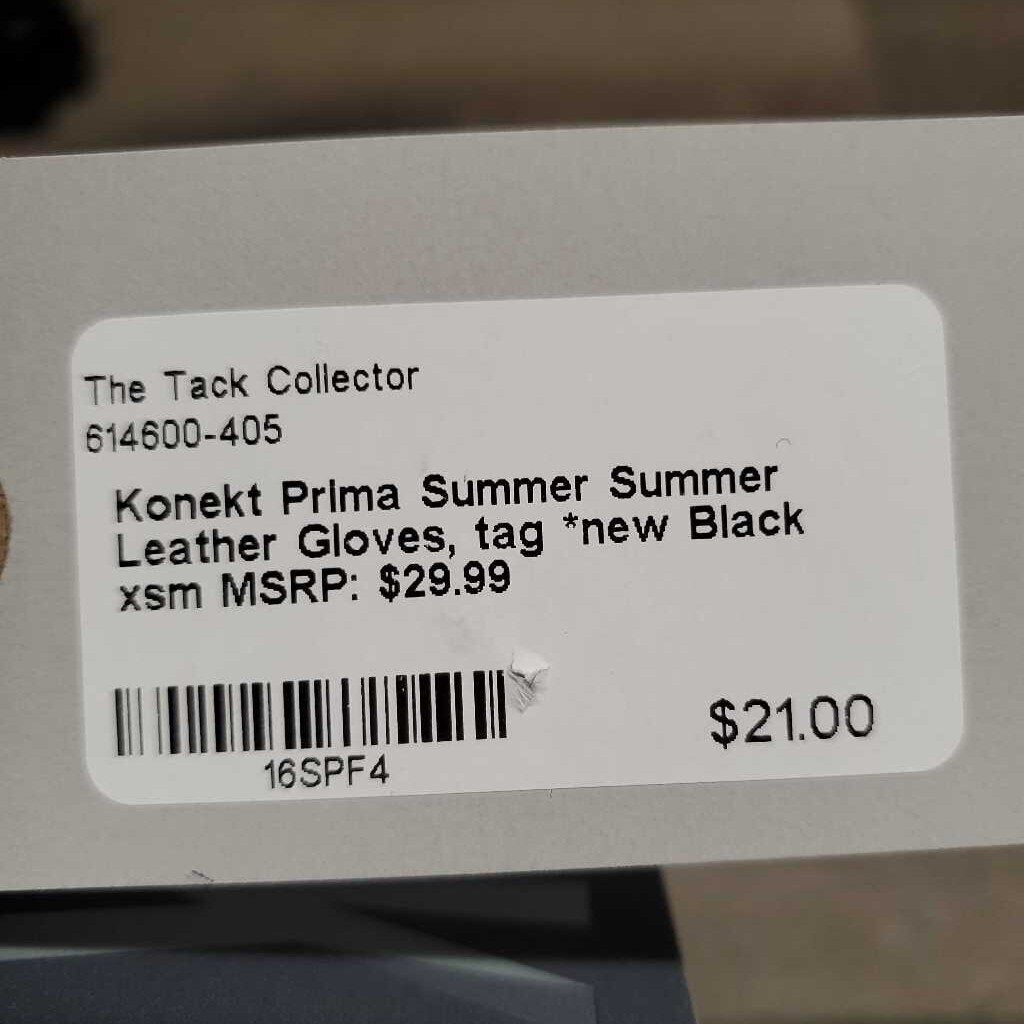 The Tack Collector
614600-405
Konekt Prima Summer Summer
Leather Gloves, tag *new Black
xsm MSRP: $29.99
16SPF4
$21.00